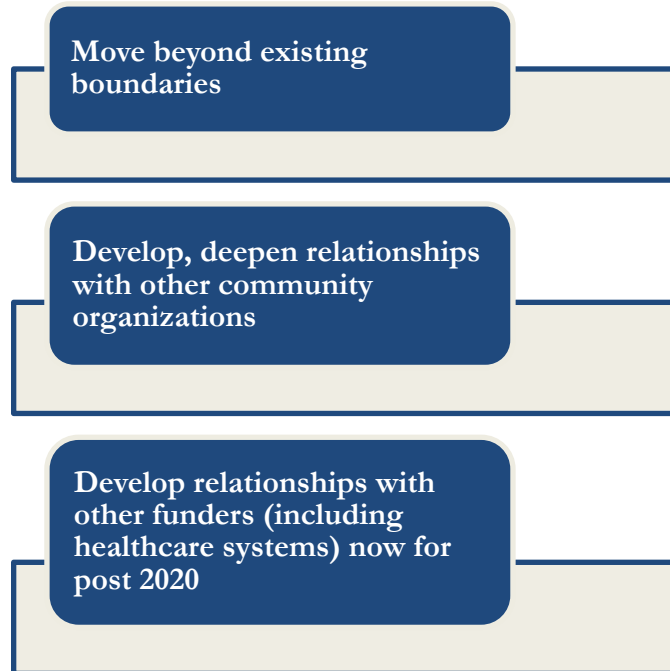 Move beyond existing
boundaries
Develop, deepen relationships
with other community
organizations
Develop relationships with
other funders (including
healthcare systems) now for
post 2020